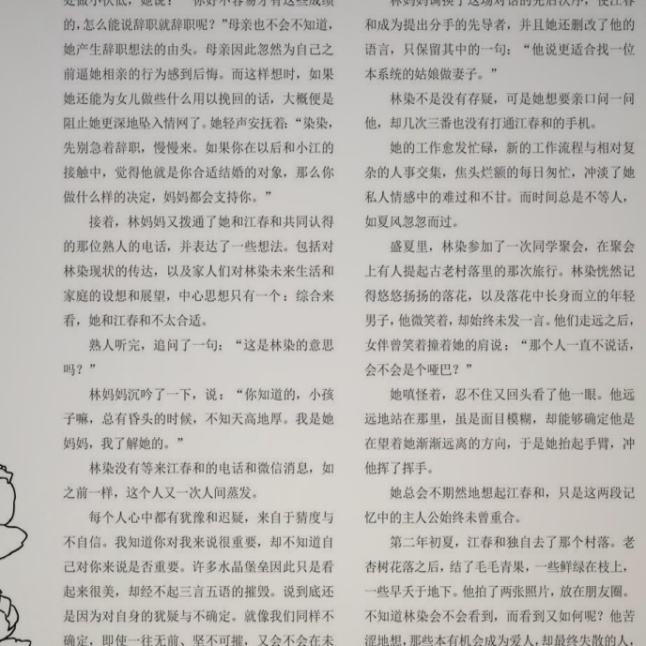 更做小伏低，她说：“你好不容易才有这些成绩
的，怎么能说辞职就辞职呢？”母亲也不会不知道，
她产生辞职想法的由头。母亲因此忽然为自己之
前逼她相亲的行为感到后悔。而这样想时，如果
她还能为女儿做些什么用以挽回的话，大概便是
阻止她更深地坠入情网了。她轻声安抚着：“染染，
先别急着辞职，慢慢来。如果你在以后和小江的
接触中，觉得他就是你合适结婚的对象，那么你
做什么样的决定，妈妈都会支持你。”
接着，林妈妈又拨通了她和江春和共同认得
的那位熟人的电话，并表达了一些想法。包括对
林染现状的传达，以及家人们对林染未来生活和
家庭的设想和展望，中心思想只有一个：综合来
看，她和江春和不太合适。
熟人听完，追问了一句：“这是林染的意思
吗？”
林妈妈沉吟了一下，说：“你知道的，小孩
子嘛，总有昏头的时候，不知天高地厚。我是她
妈妈，我了解她的。”
林染没有等来江春和的电话和微信消息，如
之前一样，这个人又一次人间蒸发。
每个人心中都有犹豫和迟疑，来自于猜度与
不自信。我知道你对我来说很重要，却不知道自
己对你来说是否重要。许多水晶堡垒因此只是看
起来很美，却经不起三言五语的摧毁。说到底还
是因为对自身的犹疑与不确定。就像我们同样不
确定，即使一往无前、坚不可摧，又会不会在未
林妈妈调换了这场对话的先后次序，使江春
和成为提出分手的先导者，并且她还删改了他的
语言，只保留其中的一句：“他说更适合找一位
本系统的姑娘做妻子。”
林染不是没有存疑，可是她想要亲口问一问
他，却几次三番也没有打通江春和的手机。
她的工作愈发忙碌，新的工作流程与相对复
杂的人事交集，焦头烂额的每日匆忙，冲淡了她
私人情感中的难过和不甘。而时间总是不等人，
如夏风忽忽而过。
盛夏里，林染参加了一次同学聚会，在聚会
上有人提起古老村落里的那次旅行。林染恍然记
得悠悠扬扬的落花，以及落花中长身而立的年轻
男子，他微笑着，却始终未发一言。他们走远之后，
女伴曾笑着撞着她的肩说：“那个人一直不说话，
会不会是个哑巴？”
她嗔怪着，忍不住又回头看了他一眼。他远
远地站在那里，虽是面目模糊，却能够确定他是
在望着她渐渐远离的方向，于是她抬起手臂，冲
他挥了挥手。
她总会不期然地想起江春和，只是这两段记
忆中的主人公始终未曾重合。
第二年初夏，江春和独自去了那个村落。老
杏树花落之后，结了毛毛青果，一些鲜绿在枝上，
一些早夭于地下。他拍了两张照片，放在朋友圈。
不知道林染会不会看到，而看到又如何呢？他苦
涩地想，那些本有机会成为爱人，却最终失散的人，